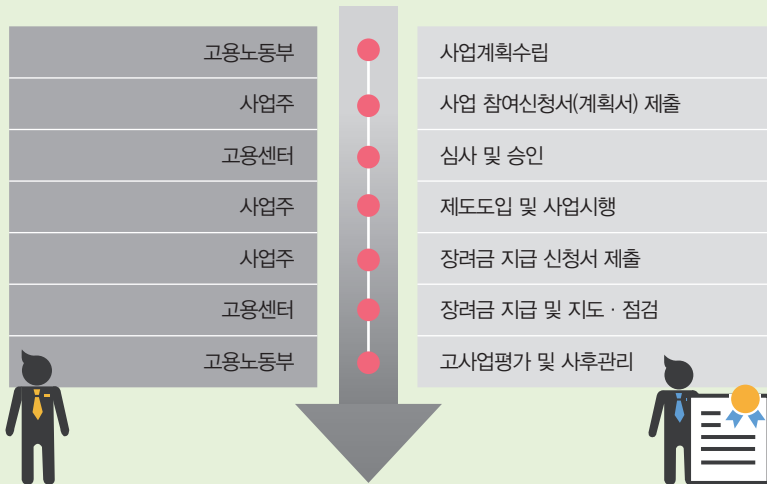 고용노동부 사업계획수립
사업주 사업 참여신청서(계획서) 제출
고용센터 심사 및 승인
사업주 제도도입 및 사업시행
사업주 장려금 지급 신청서 제출
고용센터 장려금 지급 및 지도 · 점검
고용노동부 고사업평가 및 사후관리